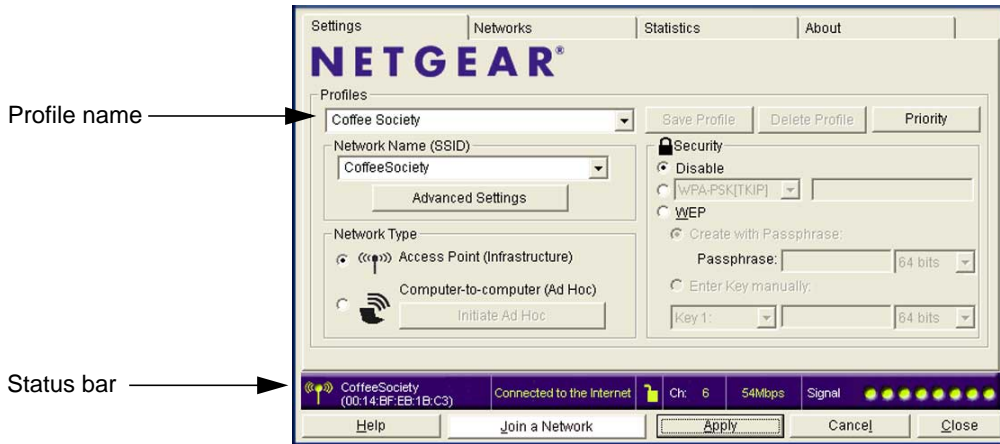 Settings
Networks
Statistics
About
NETGEAR®
Profiles
Profile name
Coffee Society
Save Profile
Delete Profile
Priority
Network Name (SSID)
CoffeeSociety
Advanced Settings
Security
Disable
WPA-PSK[TKIP]
WEP
Create with Passphrase:
Passphrase:
64 bits
Enter Key manually:
Key 1:
64 bits
Network Type
Access Point (Infrastructure)
Computer-to-computer (Ad Hoc)
Initiate Ad Hoc
Status bar
CoffeeSociety
(00:14:BF:EB:1B:C3)
Connected to the Internet
Ch: 6
54Mbps
Signal
Help
Join a Network
Apply
Cancel
Close